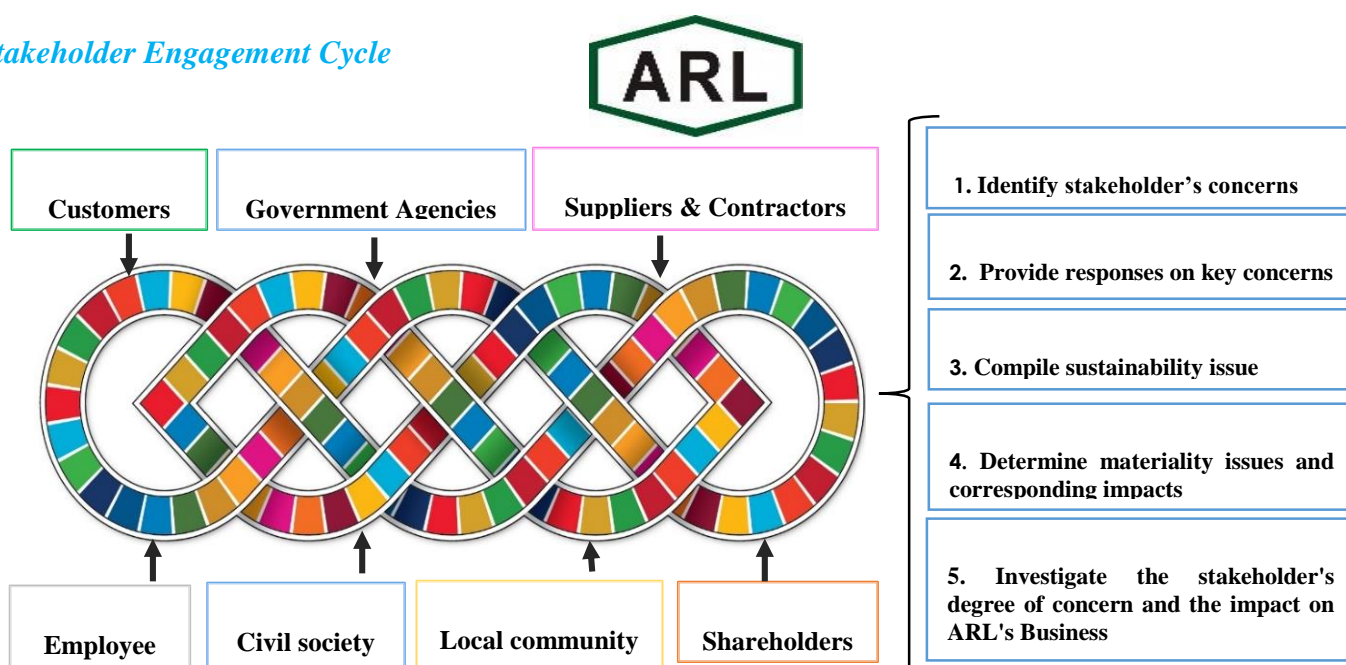 takeholder Engagement Cycle
ARL
Customers
Government Agencies
Suppliers & Contractors
Employee
Civil society
Local community
Shareholders
1. Identify stakeholder’s concerns
2. Provide responses on key concerns
3. Compile sustainability issue
4. Determine materiality issues and
corresponding impacts
5. Investigate the stakeholder's
degree of concern and the impact on
ARL's Business